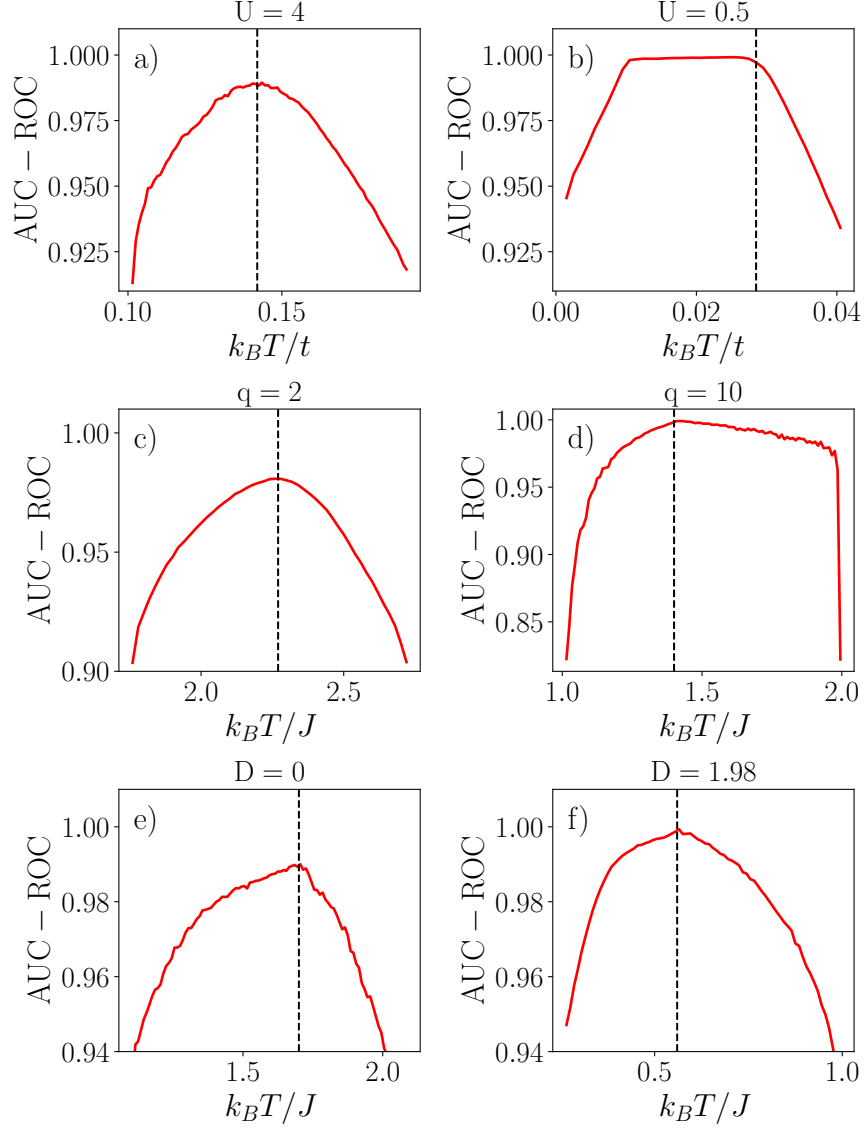 U = 4
a)
1.000
0.975
0.950
0.925
AUC − ROC
0.10
0.15
k_BT/t
U = 0.5
b)
1.000
0.975
0.950
0.925
AUC − ROC
0.00
0.02
0.04
k_BT/t
q = 2
c)
1.00
0.95
0.90
AUC − ROC
2.0
2.5
k_BT/J
q = 10
d)
1.00
0.95
0.90
0.85
AUC − ROC
1.0
1.5
2.0
k_BT/J
D = 0
e)
1.00
0.98
0.96
0.94
AUC − ROC
1.5
2.0
k_BT/J
D = 1.98
f)
1.00
0.98
0.96
0.94
AUC − ROC
0.5
1.0
k_BT/J